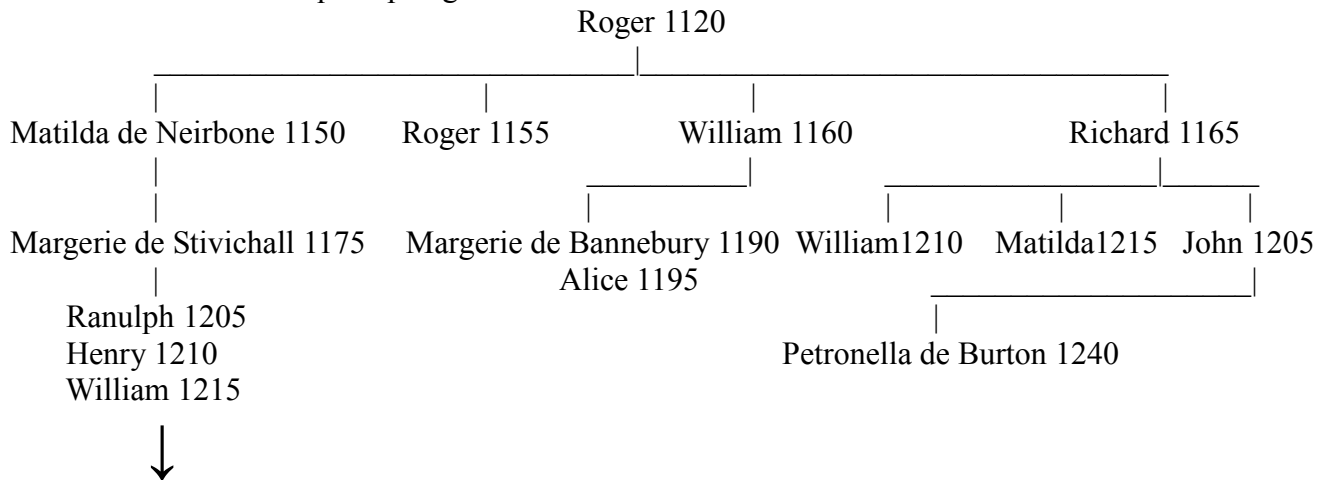 Roger 1120
Matilda de Neirbone 1150 Roger 1155 William 1160 Richard 1165
Margerie de Stivichall 1175 Margerie de Bannebury 1190 William1210 Matilda1215 John 1205
Alice 1195
Ranulph 1205
Henry 1210 Petronella de Burton 1240
William 1215